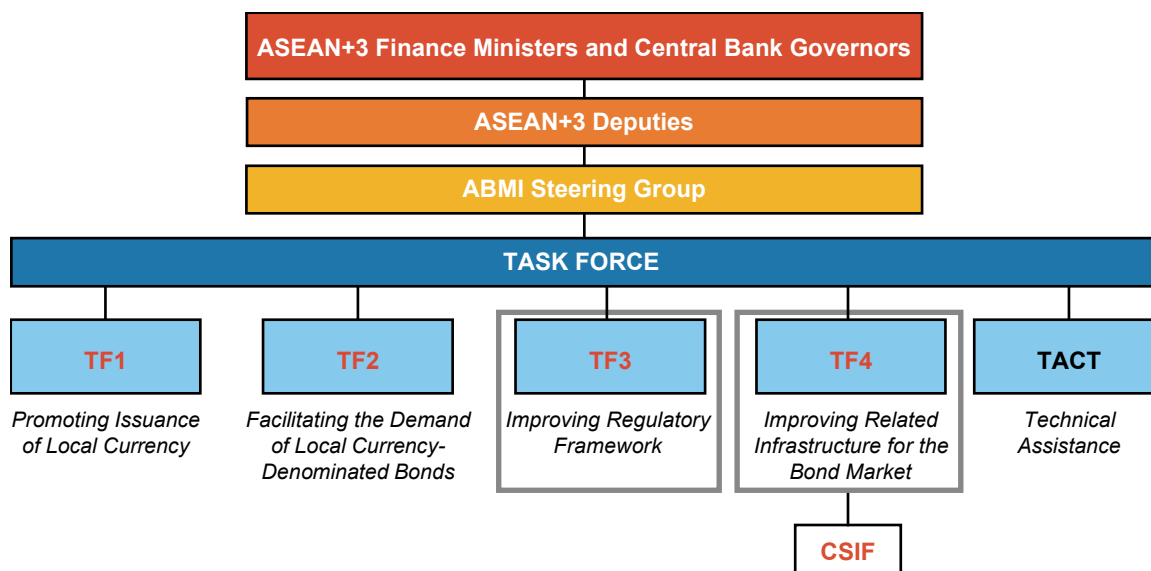 ASEAN+3 Finance Ministers and Central Bank Governors
ASEAN+3 Deputies
ABMI Steering Group
TASK FORCE
TF1
Promoting Issuance
of Local Currency
TF2
Facilitating the Demand
of Local Currency-
Denominated Bonds
TF3
Improving Regulatory
Framework
TF4
Improving Related
Infrastructure for the
Bond Market
TACT
Technical
Assistance
CSIF